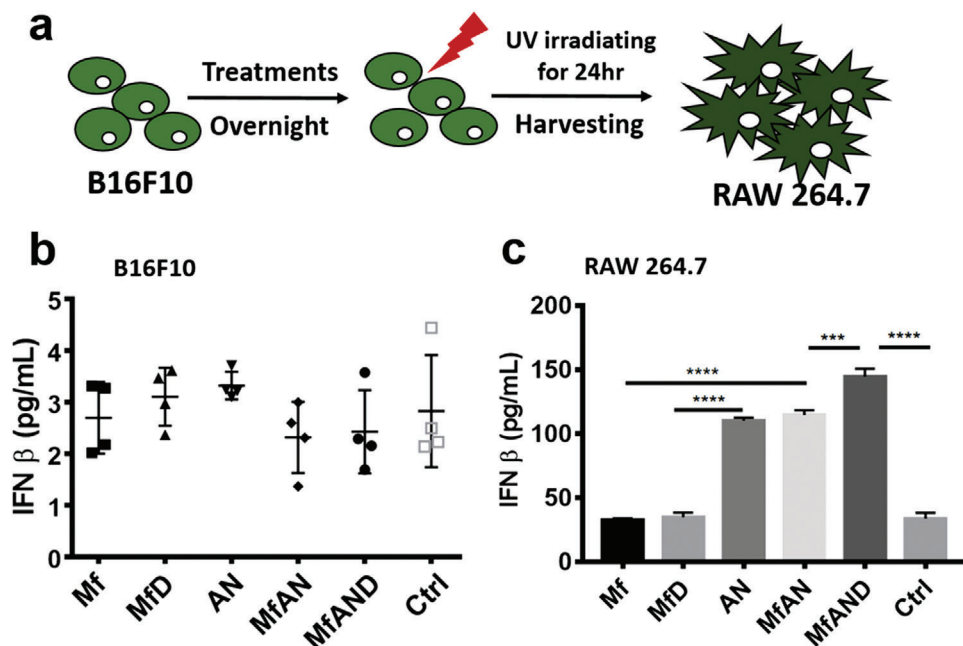 a
Treatments
Overnight
UV irradiating
for 24hr
Harvesting
B16F10
RAW 264.7
b
B16F10
IFN β (pg/mL)
5
4
3
2
1
0
Mf
MfD
AN
MfAN
MfAND
Ctrl
c
RAW 264.7
IFN β (pg/mL)
200
150
100
50
0
***
****
****
****
Mf
MfD
AN
MfAN
MfAND
Ctrl